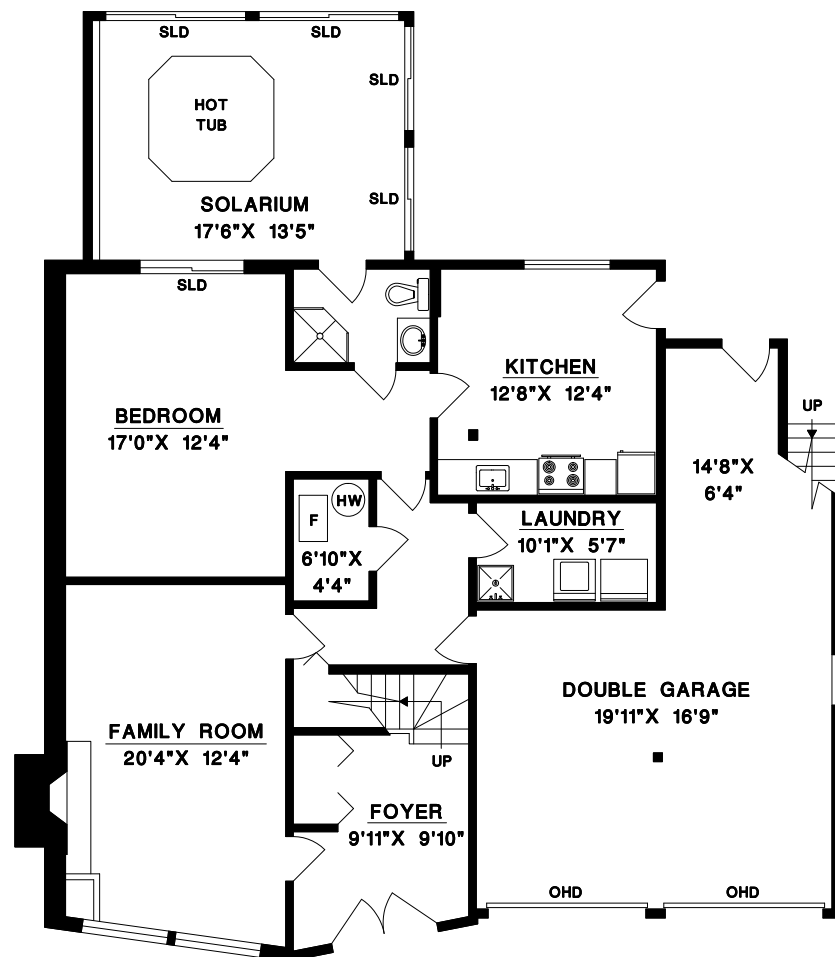 SLD
SLD
SLD
HOT
TUB
SLD
SOLARIUM
17'6"X 13'5"
SLD
KITCHEN
12'8"X 12'4"
BEDROOM
17'0"X 12'4"
UP
14'8"X
6'4"
HW
F
6'10"X
4'4"
LAUNDRY
10'1"X 5'7"
DOUBLE GARAGE
19'11"X 16'9"
FAMILY ROOM
20'4"X 12'4"
UP
FOYER
9'11"X 9'10"
OHD
OHD